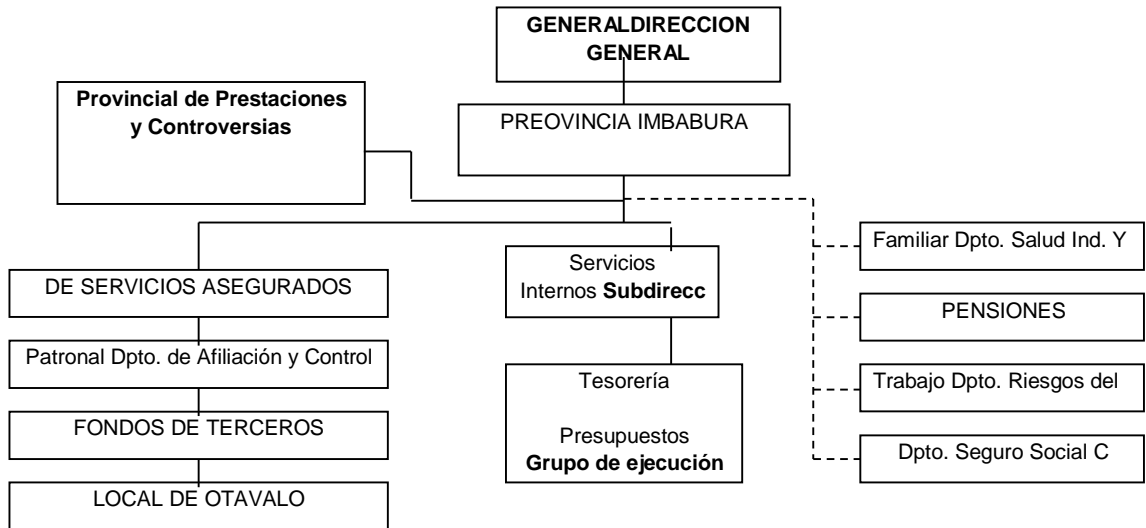 GENERALDIRECCION
GENERAL
Provincial de Prestaciones
y Controversias
PREOVINCIA IMBABURA
DE SERVICIOS ASEGURADOS
Patronal Dpto. de Afiliación y Control
FONDOS DE TERCEROS
LOCAL DE OTAVALO
Servicios
Internos Subdirecc
Tesorería
Presupuestos
Grupo de ejecución
Familiar Dpto. Salud Ind. Y
PENSIONES
Trabajo Dpto. Riesgos del
Dpto. Seguro Social C